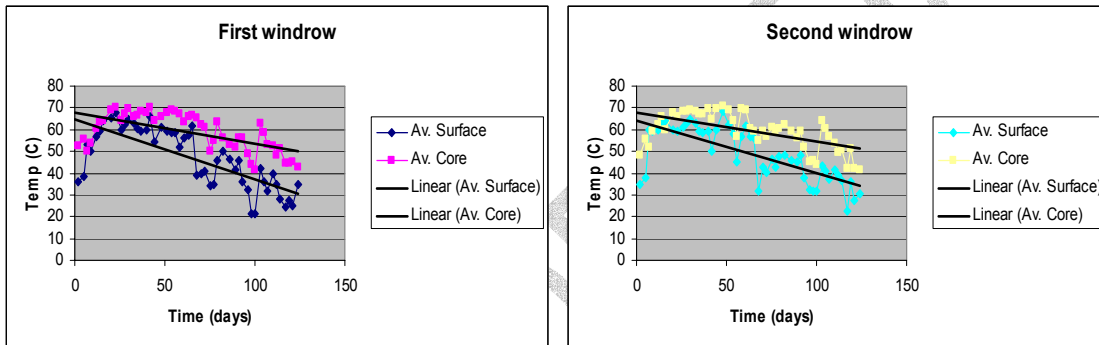 First windrow
Temp (C)
80
70
60
50
40
30
20
10
0
0 50 100 150
Time (days)
Av. Surface
Av. Core
Linear (Av. Surface)
Linear (Av. Core)
Second windrow
Temp (C)
80
70
60
50
40
30
20
10
0
0 50 100 150
Time (days)
Av. Surface
Av. Core
Linear (Av. Surface)
Linear (Av. Core)